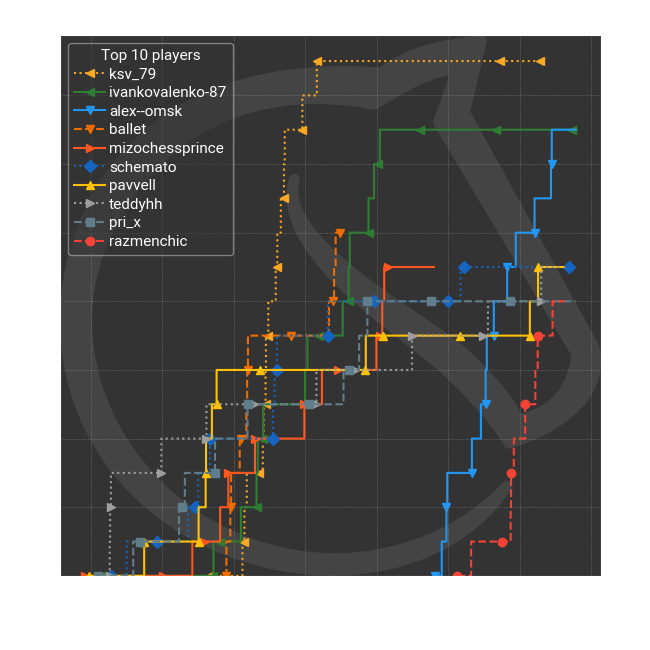 Top 10 players
ksv_79
ivankovalenko-87
alex--omsk
ballet
mizochessprince
schemato
pavvell
teddyhh
pri_x
razmenchic